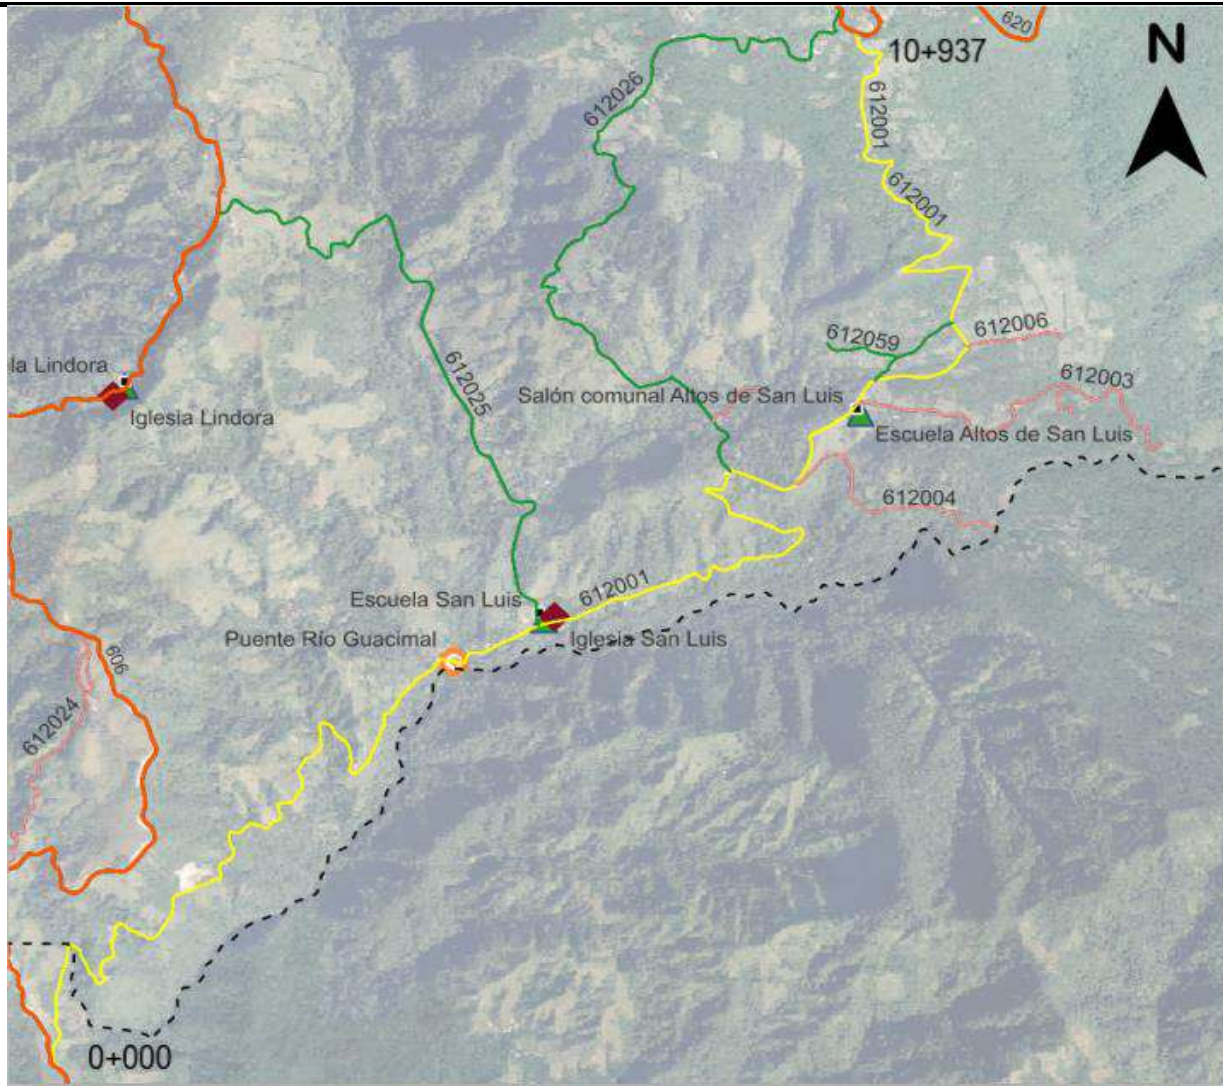 620
N
10+937
612026
612001
612001
612059
612006
la Lindora
612003
Iglesia Lindora
612025
Salón comunal Altos de San Luis
Escuela Altos de San Luis
612004
612001
Escuela San Luis
Puente Río Guacimal
Iglesia San Luis
606
612024
0+000